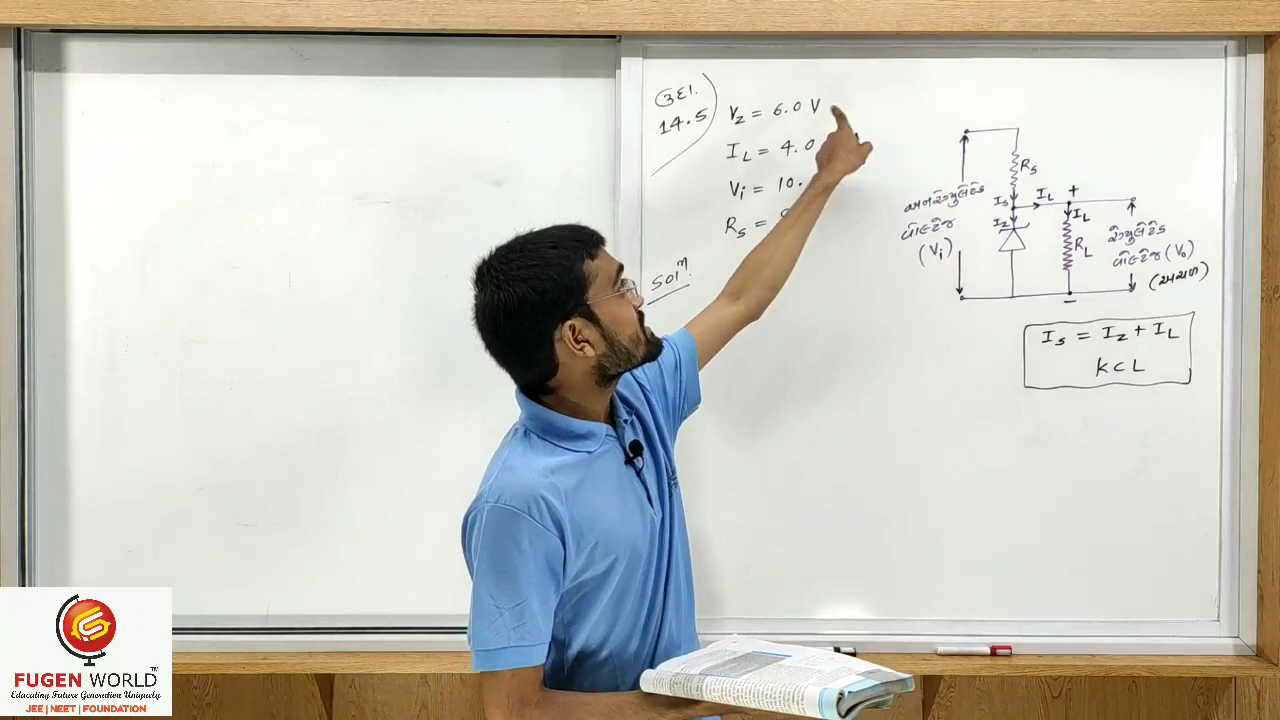 ઉદા.
14.5
Vz = 6.0 V
IL = 4.0
Vi = 10.
Rs =
Solⁿ.
Rs
Is
IL
+
Iz
IL
RL
અનરેગ્યુલેટેડ
વોલ્ટેજ
(Vi)
રેગ્યુલેટેડ
વોલ્ટેજ (Vo)
(અચળ)
−
Is = Iz + IL
KCL
FUGEN WORLD™
Educating Future Generation Uniquely
JEE | NEET | FOUNDATION